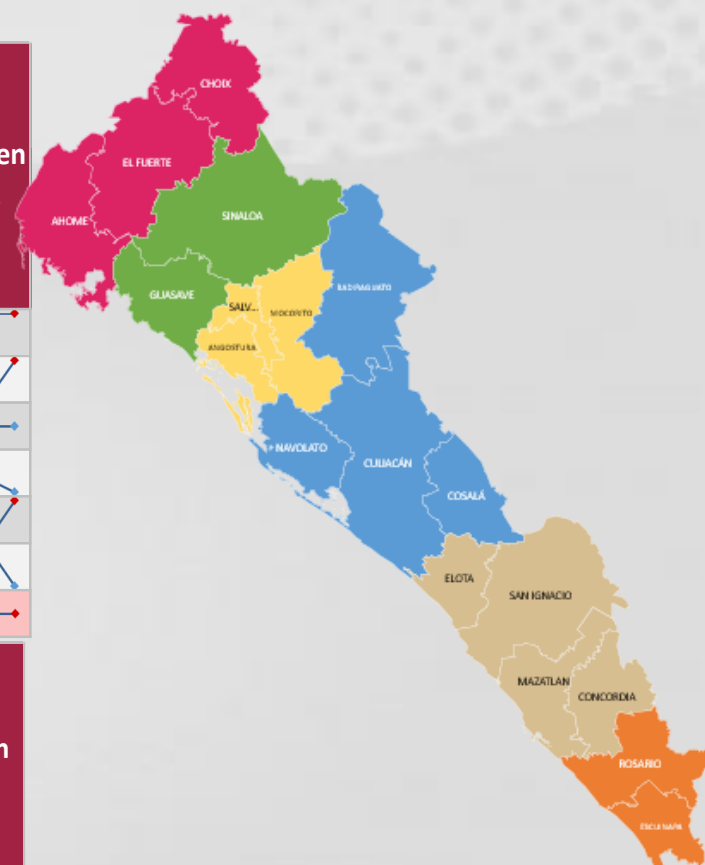 en
CHOIX
EL FUERTE
AHOME
SINALOA
GUASAVE
BADIRAGUATO
SALV...
MOCORITO
ANGOSTURA
NAVOLATO
CULIACÁN
COSALÁ
ELOTA
SAN IGNACIO
MAZATLAN
CONCORDIA
ROSARIO
ESCUINAPA